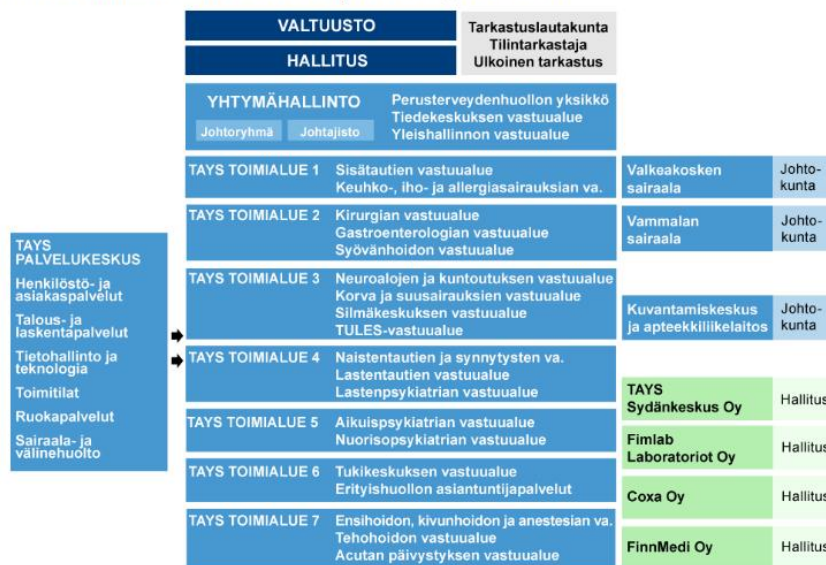 VALTUUSTO
HALLITUS
Tarkastuslautakunta
Tilintarkastaja
Ulkoinen tarkastus
YHTYMÄHALLINTO
Johtoryhmä
Johtajisto
Perusterveydenhuollon yksikkö
Tiedekeskuksen vastuualue
Yleishallinnon vastuualue
TAYS TOIMIALUE 1
Sisätautien vastuualue
Keuhko-, iho- ja allergiasairauksian va.
Valkeakosken
sairaala
Johto-
kunta
TAYS TOIMIALUE 2
Kirurgian vastuualue
Gastroenterologian vastuualue
Syövänhoidon vastuualue
Vammalan
sairaala
Johto-
kunta
TAYS
PALVELUKESKUS
Henkilöstö- ja
asiakaspalvelut
Talous- ja
laskentapalvelut
Tietohallinto ja
teknologia
Toimitilat
Ruokapalvelut
Sairaala- ja
välinehuolto
TAYS TOIMIALUE 3
Neuroalojen ja kuntoutuksen vastuualue
Korva ja suusairauksien vastuualue
Silmäkeskuksen vastuualue
TULES-vastuualue
Kuvantamiskeskus
ja apteekkiliikelaitos
Johto-
kunta
TAYS TOIMIALUE 4
Naistentautien ja synnytysten va.
Lastentautien vastuualue
Lastenpsykiatrian vastuualue
TAYS
Sydänkeskus Oy
Hallitus
TAYS TOIMIALUE 5
Aikuispsykiatrian vastuualue
Nuorisopsykiatrian vastuualue
Fimlab
Laboratoriot Oy
Hallitus
TAYS TOIMIALUE 6
Tukikeskuksen vastuualue
Erityishuollon asiantuntijapalvelut
Coxa Oy
Hallitus
TAYS TOIMIALUE 7
Ensihoidon, kivunhoidon ja anestesian va.
Tehohoidon vastuualue
Acutan päivystyksen vastuualue
FinnMedi Oy
Hallitus